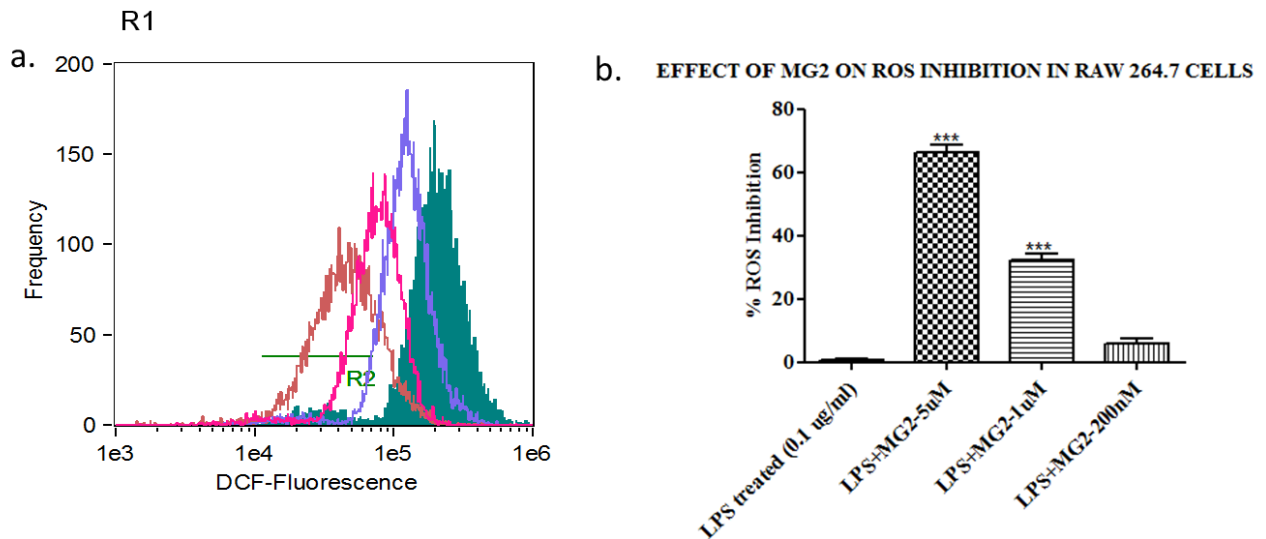 R1
a.
200
150
100
50
0
Frequency
R2
1e3 1e4 1e5 1e6
DCF-Fluorescence
b.
EFFECT OF MG2 ON ROS INHIBITION IN RAW 264.7 CELLS
80
60
40
20
0
% ROS Inhibition
***
***
LPS treated (0.1 ug/ml)
LPS+MG2-5uM
LPS+MG2-1uM
LPS+MG2-200nM